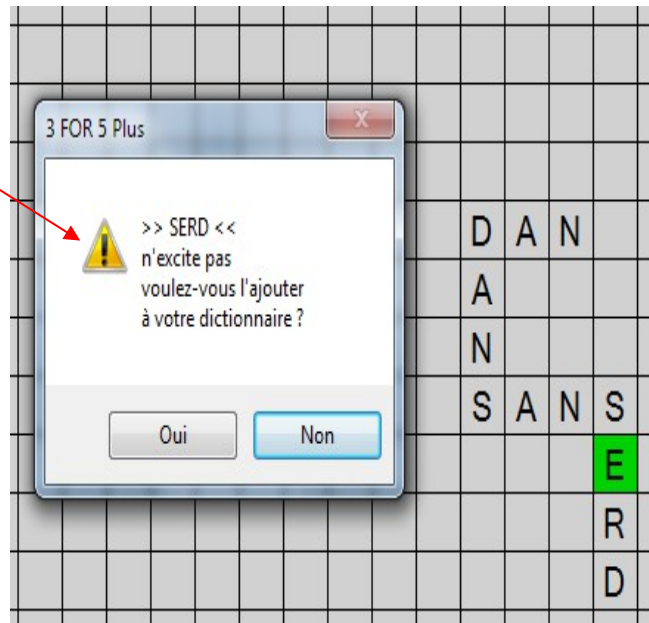 3 FOR 5 Plus
X
>> SERD <<
n'excite pas
voulez-vous l'ajouter
à votre dictionnaire ?
Oui Non
D A N
A
N
S A N S
E
R
D